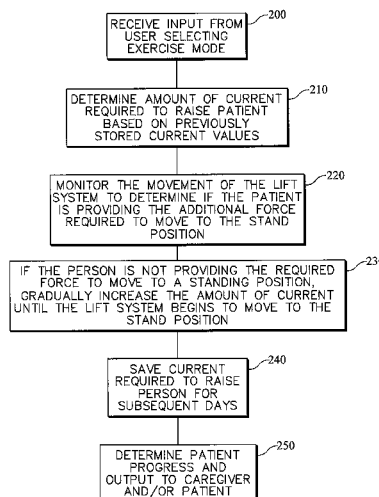 200
RECEIVE INPUT FROM
USER SELECTING
EXERCISE MODE
210
DETERMINE AMOUNT OF CURRENT
REQUIRED TO RAISE PATIENT
BASED ON PREVIOUSLY
STORED CURRENT VALUES
220
MONITOR THE MOVEMENT OF THE LIFT
SYSTEM TO DETERMINE IF THE PATIENT
IS PROVIDING THE ADDITIONAL FORCE
REQUIRED TO MOVE TO THE STAND
POSITION
IF THE PERSON IS NOT PROVIDING THE REQUIRED
FORCE TO MOVE TO A STANDING POSITION,
GRADUALLY INCREASE THE AMOUNT OF CURRENT
UNTIL THE LIFT SYSTEM BEGINS TO MOVE TO THE
STAND POSITION
240
SAVE CURRENT
REQUIRED TO RAISE
PERSON FOR
SUBSEQUENT DAYS
250
DETERMINE PATIENT
PROGRESS AND
OUTPUT TO CAREGIVER
AND/OR PATIENT